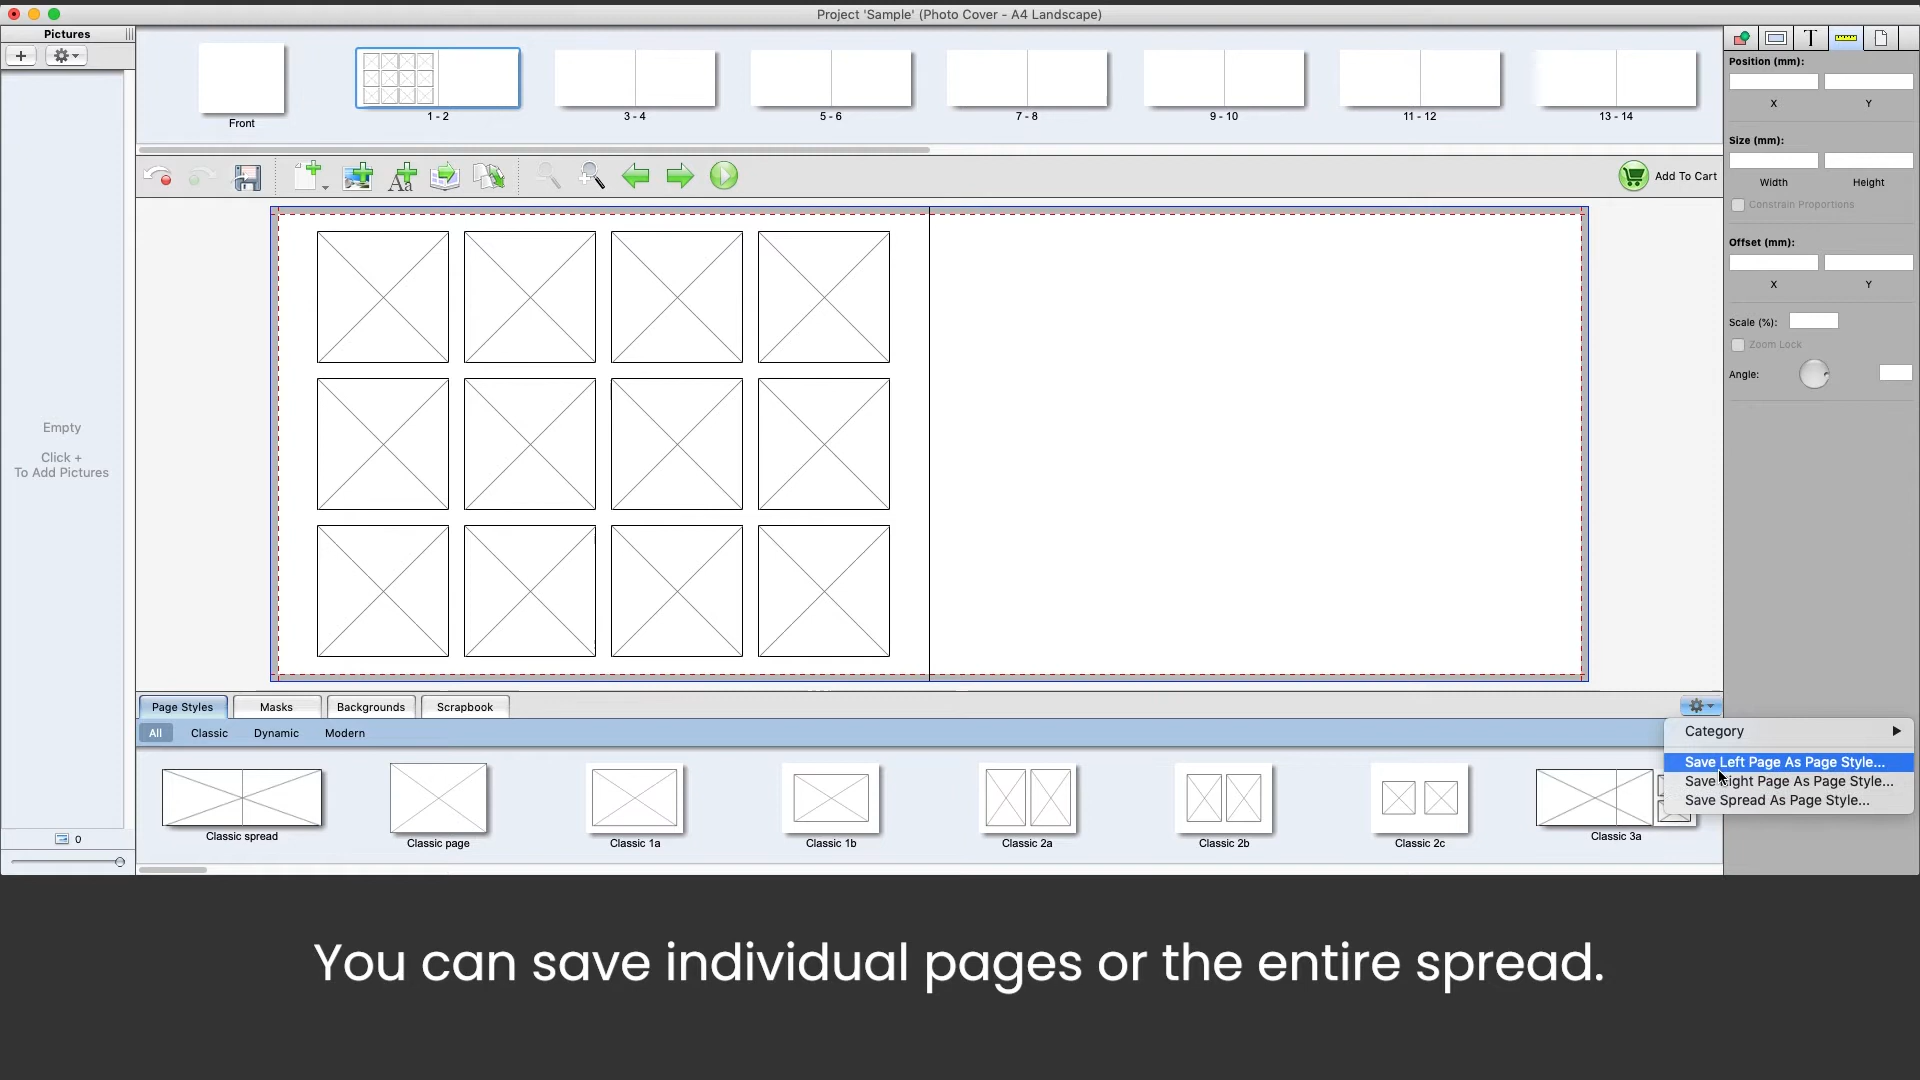 Project 'Sample' (Photo Cover - A4 Landscape)
Pictures
Front
1 - 2
3 - 4
5 - 6
7 - 8
9 - 10
11 - 12
13 - 14
Aa
Add To Cart
T
Position (mm):
X
Y
Size (mm):
Width
Height
Constrain Proportions
Offset (mm):
X
Y
Scale (%):
Zoom Lock
Angle:
Empty
Click +
To Add Pictures
0
Page Styles
Masks
Backgrounds
Scrapbook
All
Classic
Dynamic
Modern
Category
Save Left Page As Page Style...
Save Right Page As Page Style...
Save Spread As Page Style...
Classic spread
Classic page
Classic 1a
Classic 1b
Classic 2a
Classic 2b
Classic 2c
Classic 3a
You can save individual pages or the entire spread.